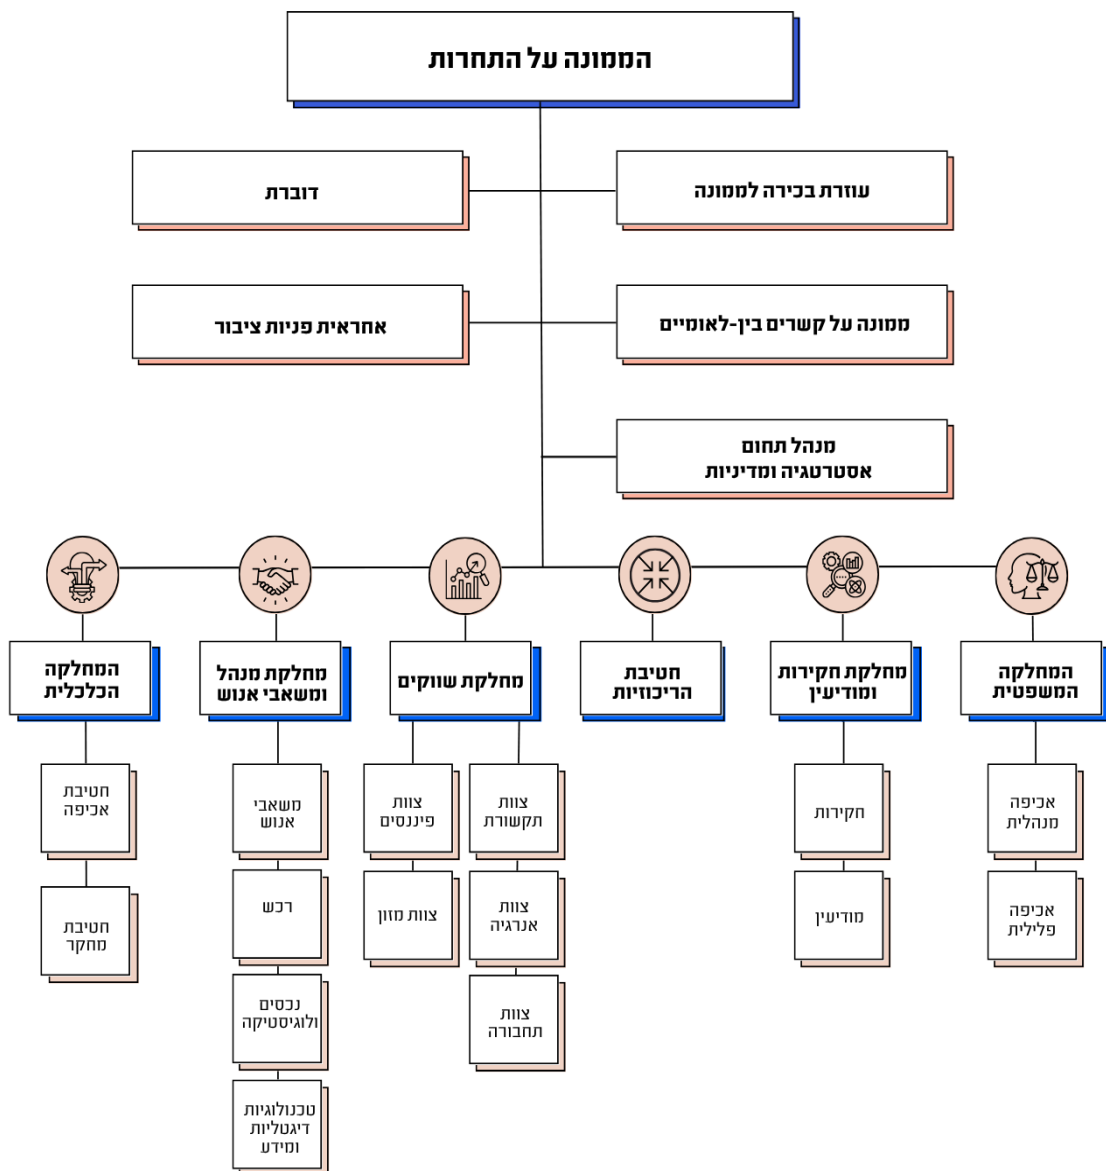 הממונה על התחרות
עוזרת בכירה לממונה
דוברת
ממונה על קשרים בין-לאומיים
אחראית פניות ציבור
מנהל תחום
אסטרטגיה ומדיניות
המחלקה
המשפטית
מחלקת חקירות
ומודיעין
חטיבת
הריכוזיות
מחלקת שווקים
מחלקת מנהל
ומשאבי אנוש
המחלקה
הכלכלית
אכיפה
מנהלית
אכיפה
פלילית
חקירות
מודיעין
צוות
תקשורת
צוות
אנרגיה
צוות
תחבורה
צוות
פיננסים
צוות מזון
משאבי
אנוש
רכש
נכסים
ולוגיסטיקה
טכנולוגיות
דיגטליות
ומידע
חטיבת
אכיפה
חטיבת
מחקר